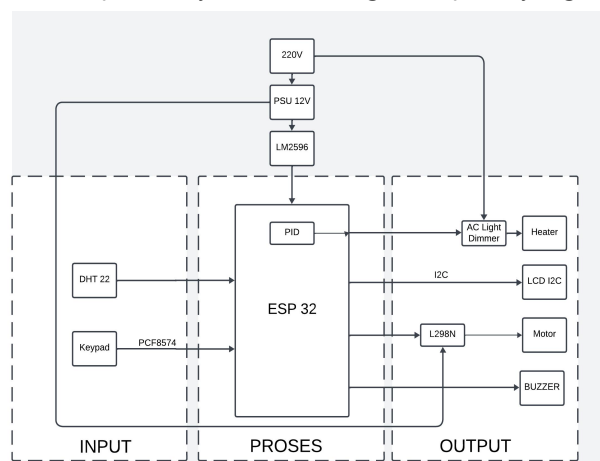 220V
PSU 12V
LM2596
PID
AC Light
Dimmer
Heater
DHT 22
I2C
LCD I2C
ESP 32
Keypad
PCF8574
L298N
Motor
BUZZER
INPUT
PROSES
OUTPUT